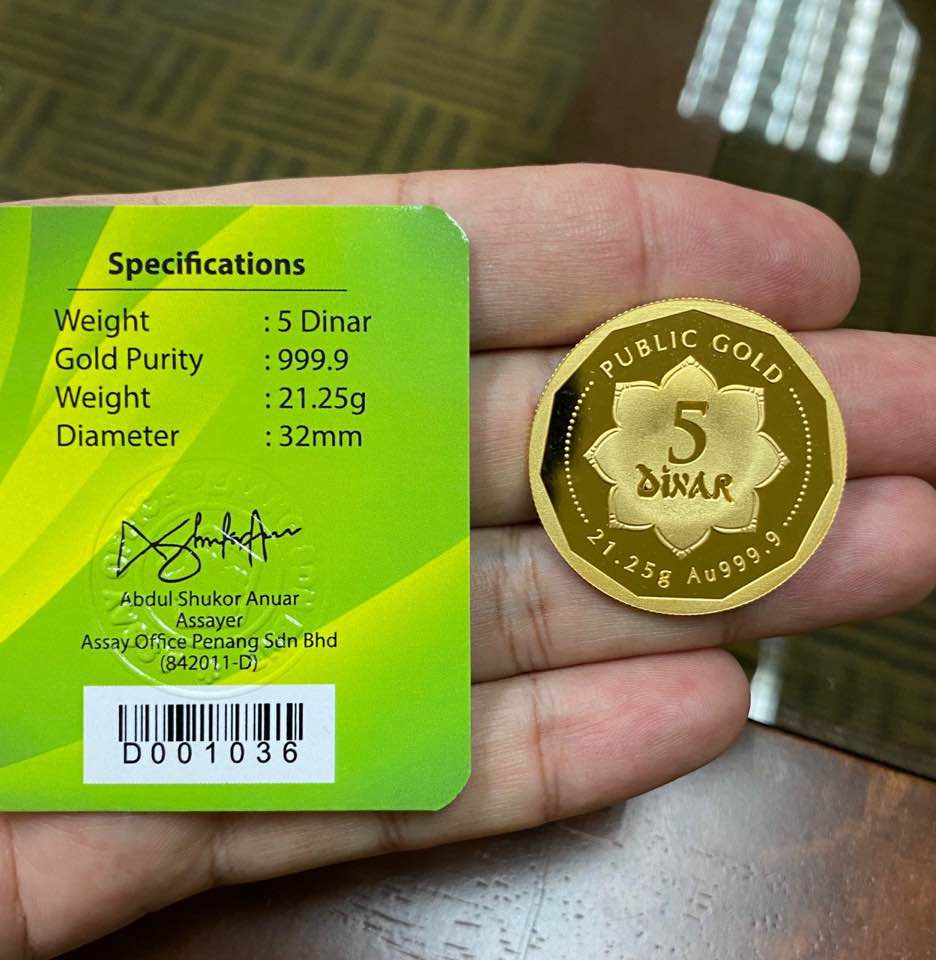 Specifications
Weight : 5 Dinar
Gold Purity : 999.9
Weight : 21.25g
Diameter : 32mm
Abdul Shukor Anuar
Assayer
Assay Office Penang Sdn Bhd
(842011-D)
D001036
PUBLIC GOLD
5
DINAR
21.25g Au999.9